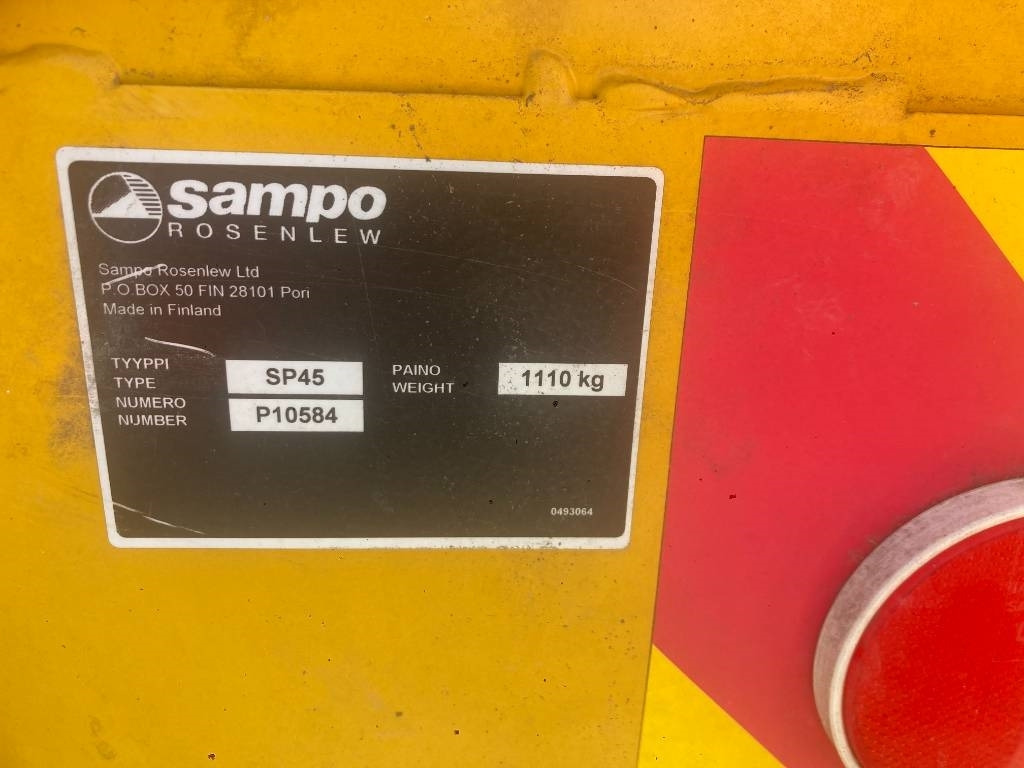 sampo
ROSENLEW
Sampo Rosenlew Ltd
P.O.BOX 50 FIN 28101 Pori
Made in Finland
TYYPPI
TYPE
SP45
NUMERO
NUMBER
P10584
PAINO
WEIGHT
1110 kg
0493064